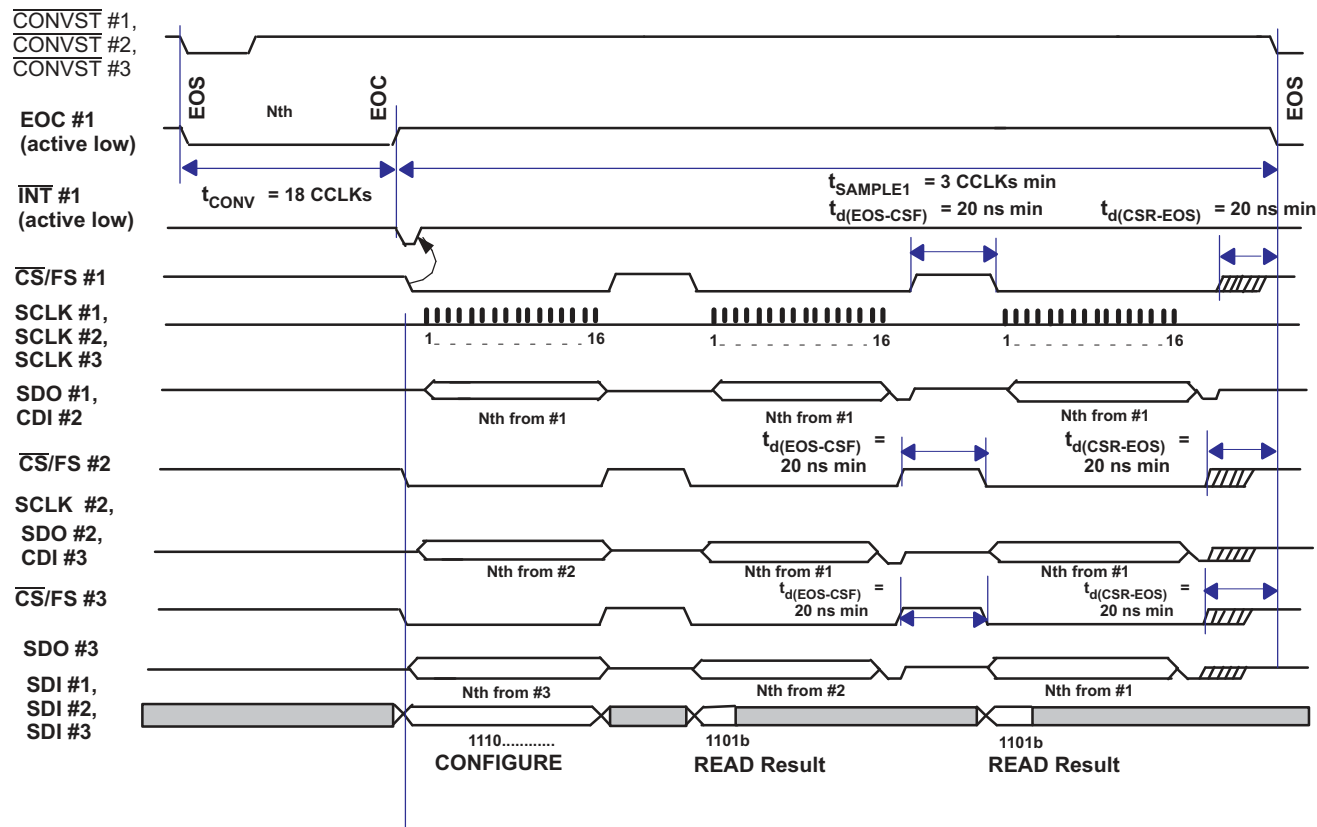 CONVST #1,
CONVST #2,
CONVST #3
EOS
Nth
EOC
EOS
EOC #1
(active low)
tCONV = 18 CCLKs
tSAMPLE1 = 3 CCLKs min
INT #1
(active low)
td(EOS-CSF) = 20 ns min
td(CSR-EOS) = 20 ns min
CS/FS #1
SCLK #1,
SCLK #2,
SCLK #3
1_ _ _ _ _ _ _ _ _ _ 16
1_ _ _ _ _ _ _ _ _ _ 16
1_ _ _ _ _ _ _ _ _ _ 16
SDO #1,
CDI #2
Nth from #1
Nth from #1
Nth from #1
td(EOS-CSF) =
20 ns min
td(CSR-EOS) =
20 ns min
CS/FS #2
SCLK #2,
SDO #2,
CDI #3
Nth from #2
Nth from #1
Nth from #1
td(EOS-CSF) =
20 ns min
td(CSR-EOS) =
20 ns min
CS/FS #3
SDO #3
Nth from #3
Nth from #2
Nth from #1
SDI #1,
SDI #2,
SDI #3
1110............
CONFIGURE
1101b
READ Result
1101b
READ Result